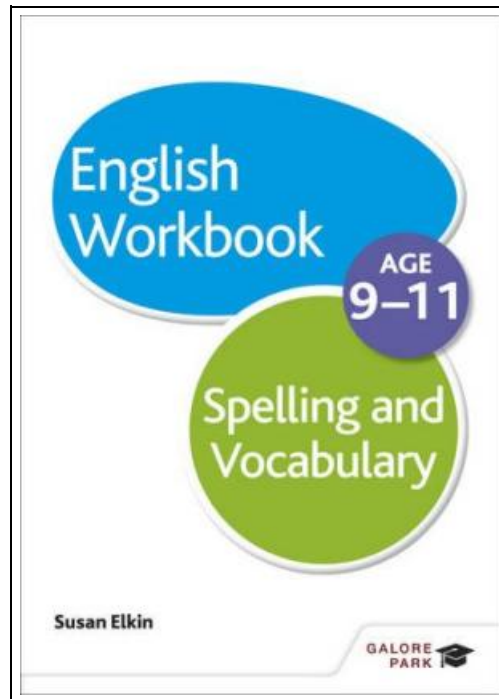 English
Workbook
AGE
9–11
Spelling and
Vocabulary
Susan Elkin
GALORE
PARK